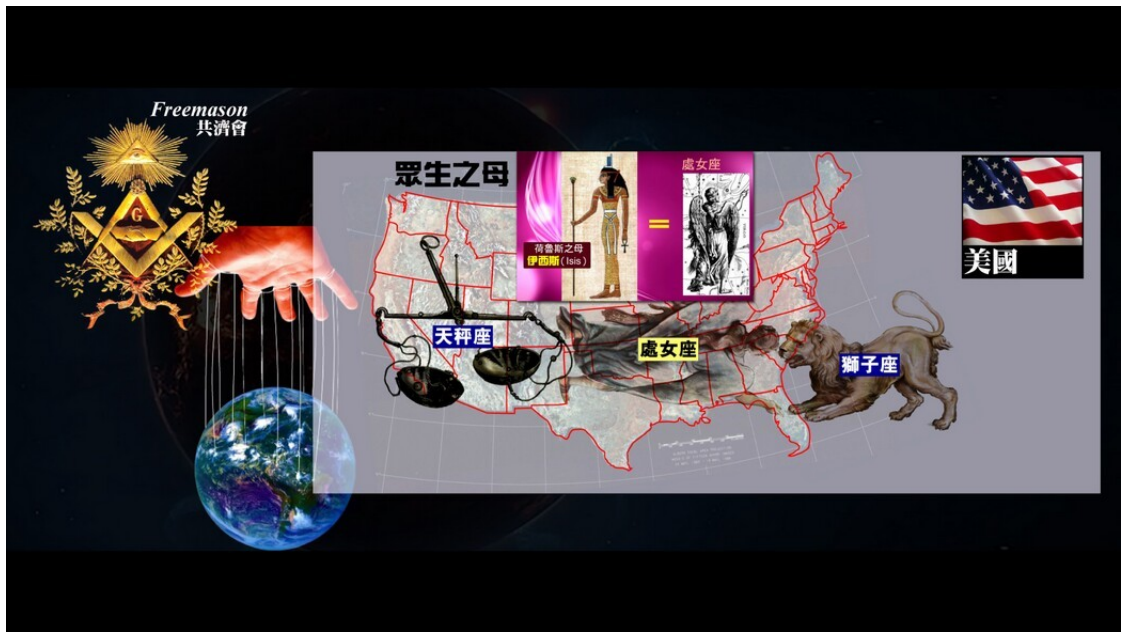 Freemason
共濟會
G
眾生之母
荷魯斯之母
伊西斯(Isis)
處女座
=
美國
天秤座
處女座
獅子座